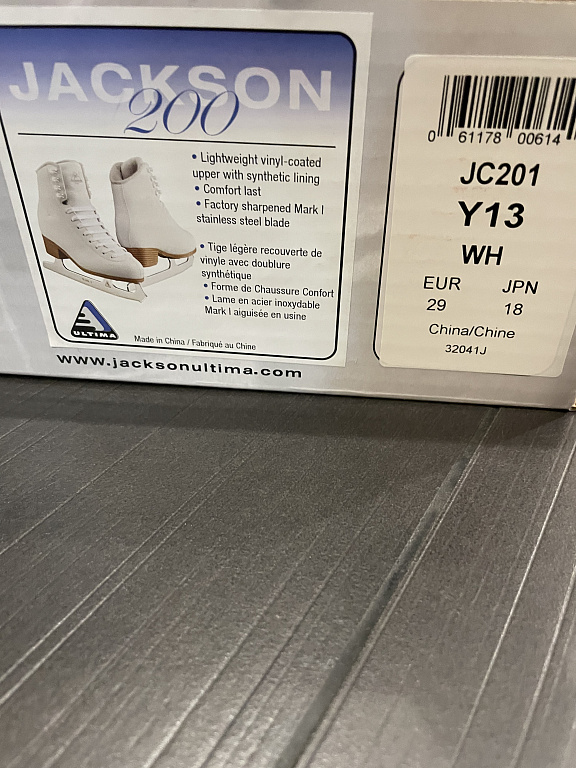 JACKSON
200
• Lightweight vinyl-coated
upper with synthetic lining
• Comfort last
• Factory sharpened Mark I
stainless steel blade
• Tige légère recouverte de
vinyle avec doublure
synthétique
• Forme de Chaussure Confort
• Lame en acier inoxydable
Mark I aiguisée en usine
ULTIMA
Made in China / Fabriqué au Chine
www.jacksonultima.com
0 61178 00614
JC201
Y13
WH
EUR JPN
29 18
China/Chine
32041J